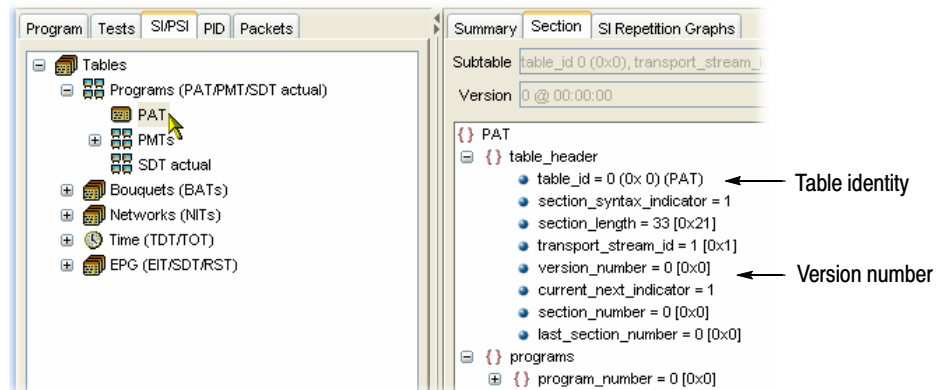 Program Tests SI/PSI PID Packets
Tables
Programs (PAT/PMT/SDT actual)
PAT
PMTs
SDT actual
Bouquets (BATs)
Networks (NITs)
Time (TDT/TOT)
EPG (EIT/SDT/RST)
Summary Section SI Repetition Graphs
Subtable table_id 0 (0x0), transport_stream_i
Version 0 @ 00:00:00
{} PAT
{} table_header
table_id = 0 (0x 0) (PAT)
section_syntax_indicator = 1
section_length = 33 [0x21]
transport_stream_id = 1 [0x1]
version_number = 0 [0x0]
current_next_indicator = 1
section_number = 0 [0x0]
last_section_number = 0 [0x0]
{} programs
{} program_number = 0 [0x0]
Table identity
Version number